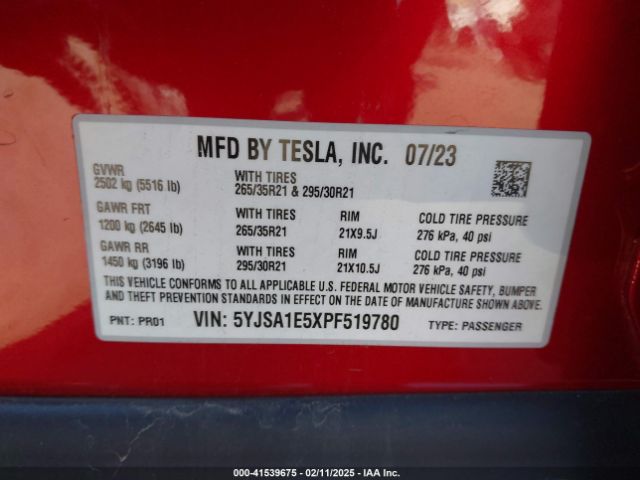 MFD BY TESLA, INC. 07/23
GVWR
2502 kg (5516 lb)
WITH TIRES
265/35R21 & 295/30R21
GAWR FRT
1200 kg (2645 lb)
WITH TIRES
265/35R21
RIM
21X9.5J
COLD TIRE PRESSURE
276 kPa, 40 psi
GAWR RR
1450 kg (3196 lb)
WITH TIRES
295/30R21
RIM
21X10.5J
COLD TIRE PRESSURE
276 kPa, 40 psi
THIS VEHICLE CONFORMS TO ALL APPLICABLE U.S. FEDERAL MOTOR VEHICLE SAFETY, BUMPER
AND THEFT PREVENTION STANDARDS IN EFFECT ON THE DATE OF MANUFACTURE SHOWN ABOVE.
PNT: PR01 VIN: 5YJSA1E5XPF519780 TYPE: PASSENGER
000-41539675 - 02/11/2025 - IAAI.COM